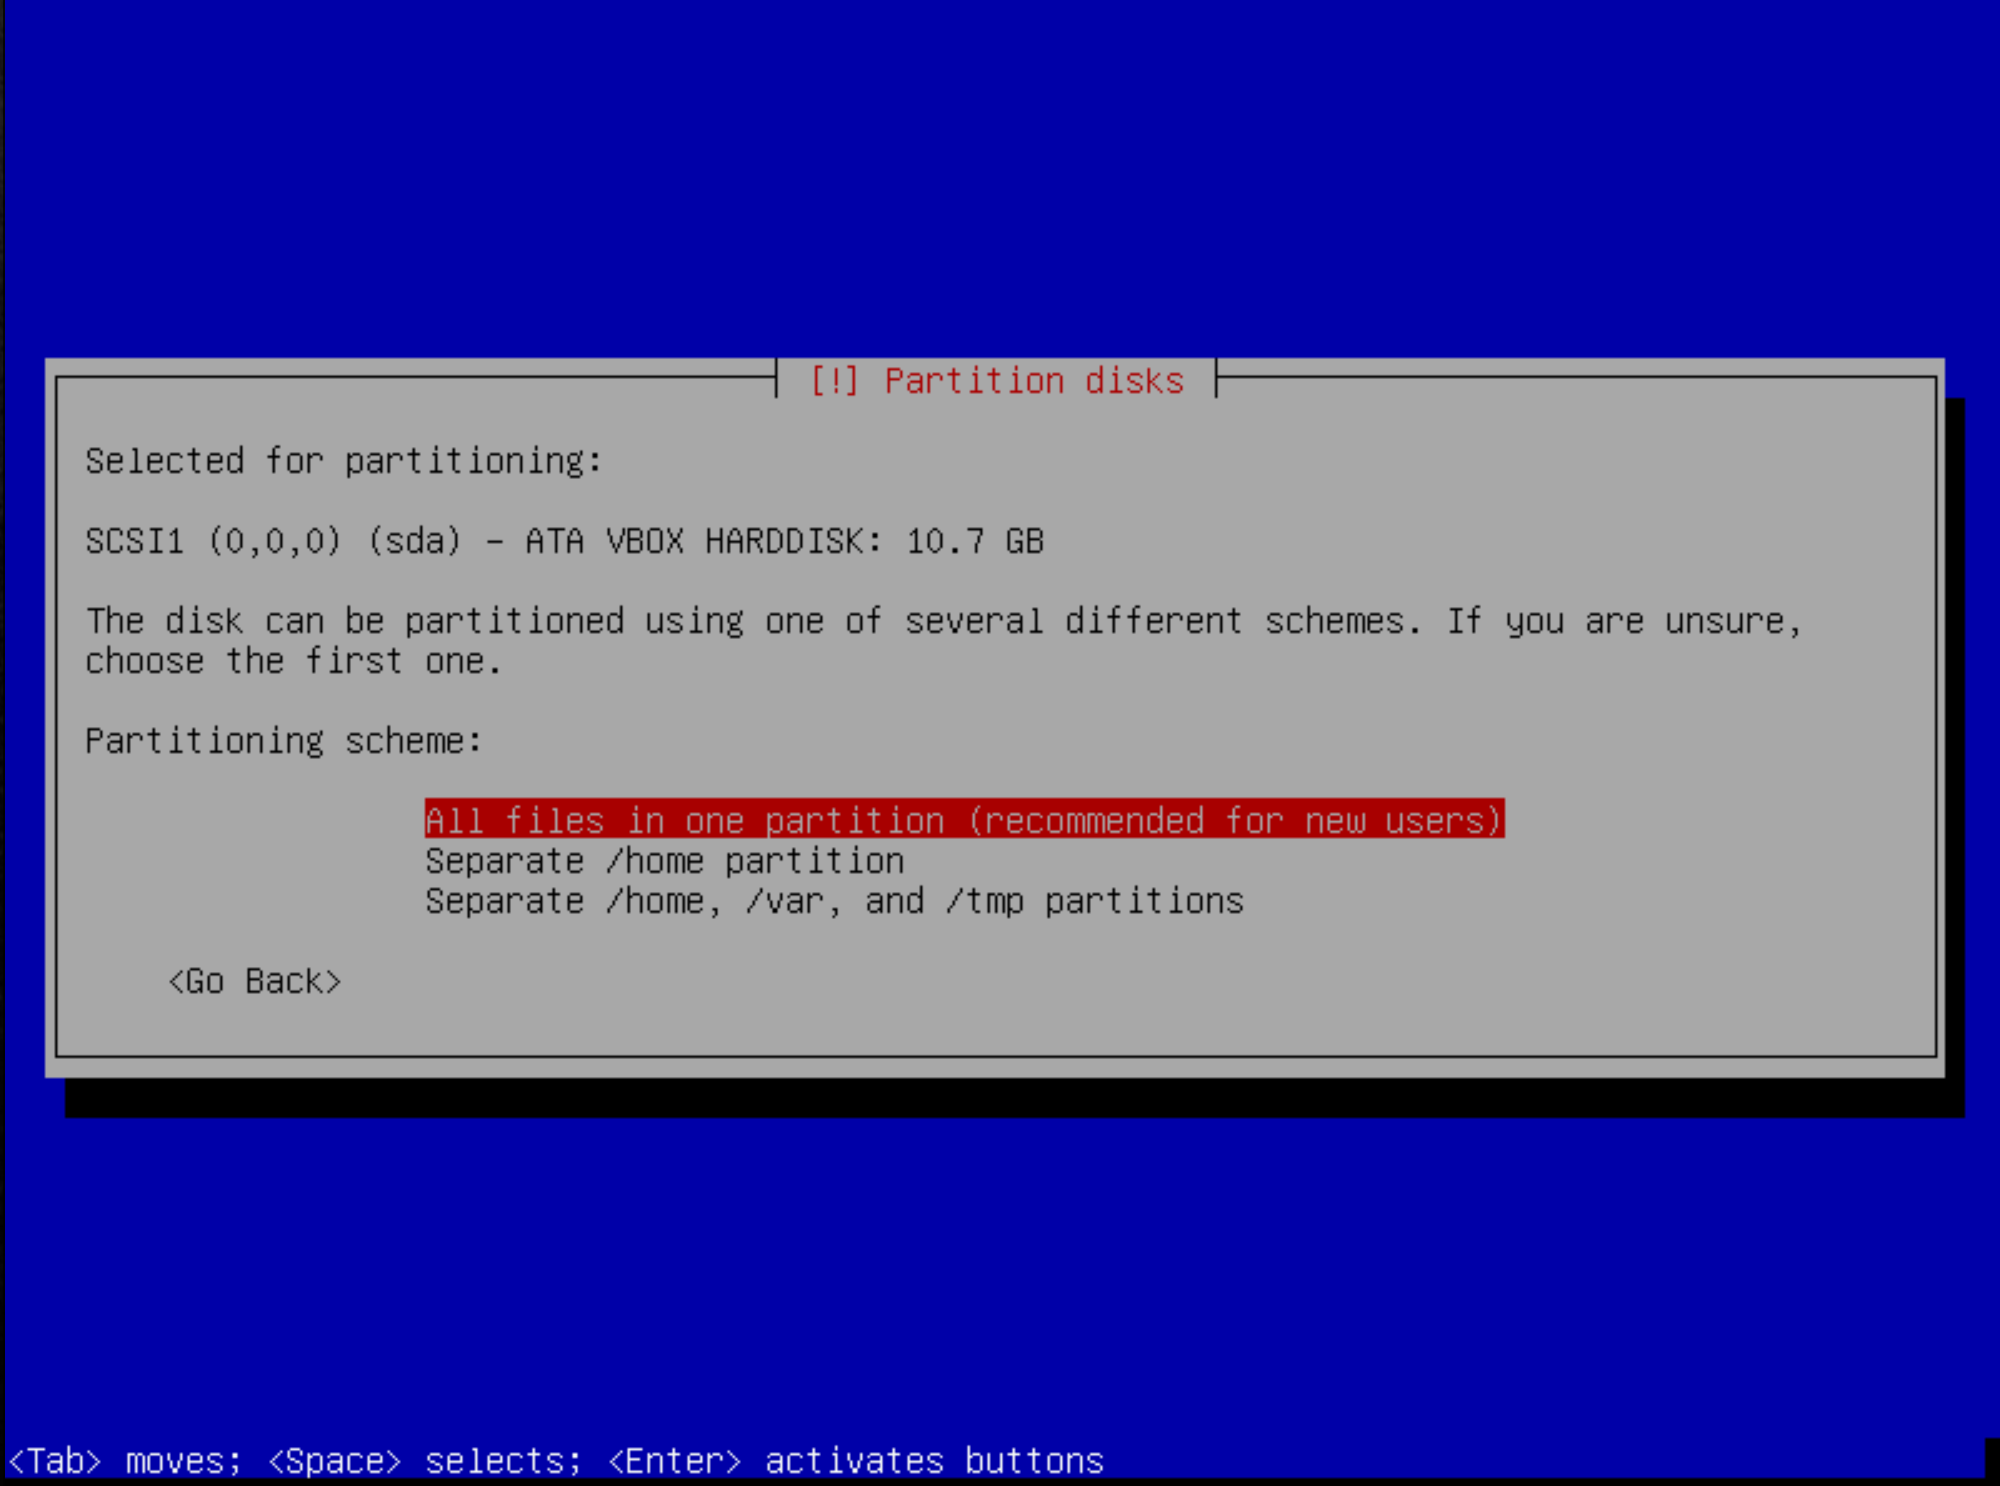 [!] Partition disks
Selected for partitioning:
SCSI1 (0,0,0) (sda) - ATA VBOX HARDDISK: 10.7 GB
The disk can be partitioned using one of several different schemes. If you are unsure,
choose the first one.
Partitioning scheme:
All files in one partition (recommended for new users)
Separate /home partition
Separate /home, /var, and /tmp partitions
<Go Back>
<Tab> moves; <Space> selects; <Enter> activates buttons